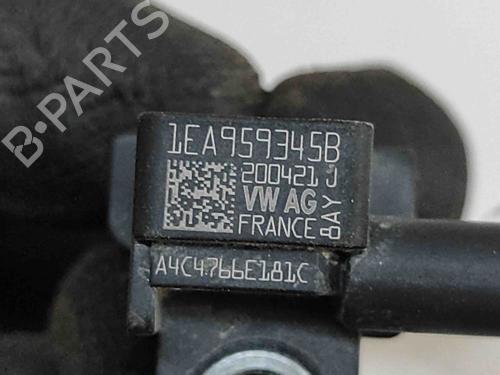 1EA959345B
200421 J
VW AG
FRANCE
8AY
A4C4766E181C
B-PARTS